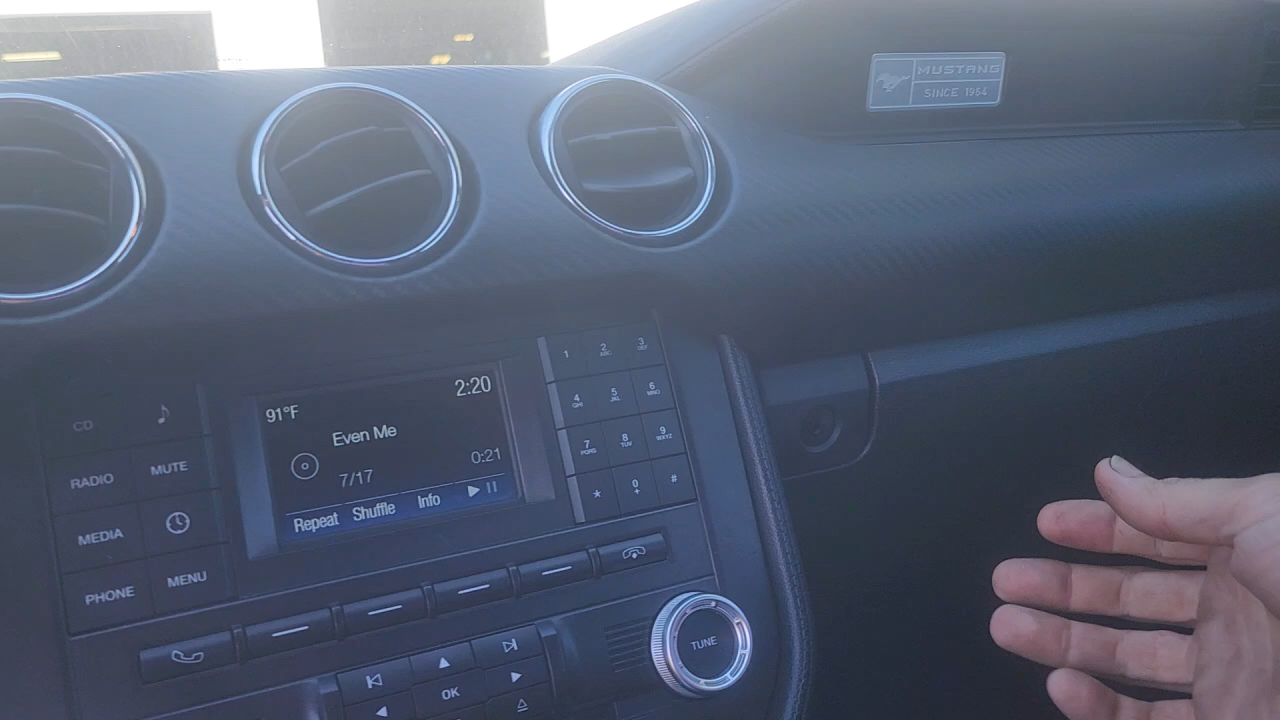 MUSTANG
SINCE 1964
91°F
2:20
Even Me
7/17
0:21
Repeat Shuffle Info
CD
RADIO MUTE
MEDIA
PHONE MENU
1 2 ABC 3 DEF
4 GHI 5 JKL 6 MNO
7 PQRS 8 TUV 9 WXYZ
* 0 + #
OK
TUNE